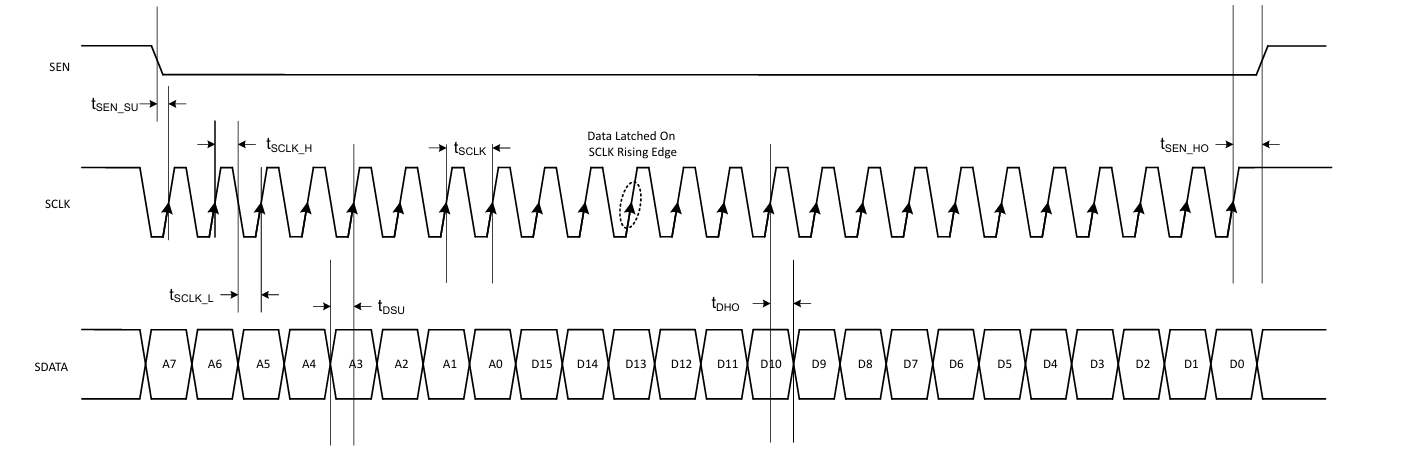 SEN
tSEN_SU
tSCLK_H
tSCLK
Data Latched On
SCLK Rising Edge
tSEN_HO
SCLK
tSCLK_L
tDSU
tDHO
SDATA
A7 A6 A5 A4 A3 A2 A1 A0 D15 D14 D13 D12 D11 D10 D9 D8 D7 D6 D5 D4 D3 D2 D1 D0